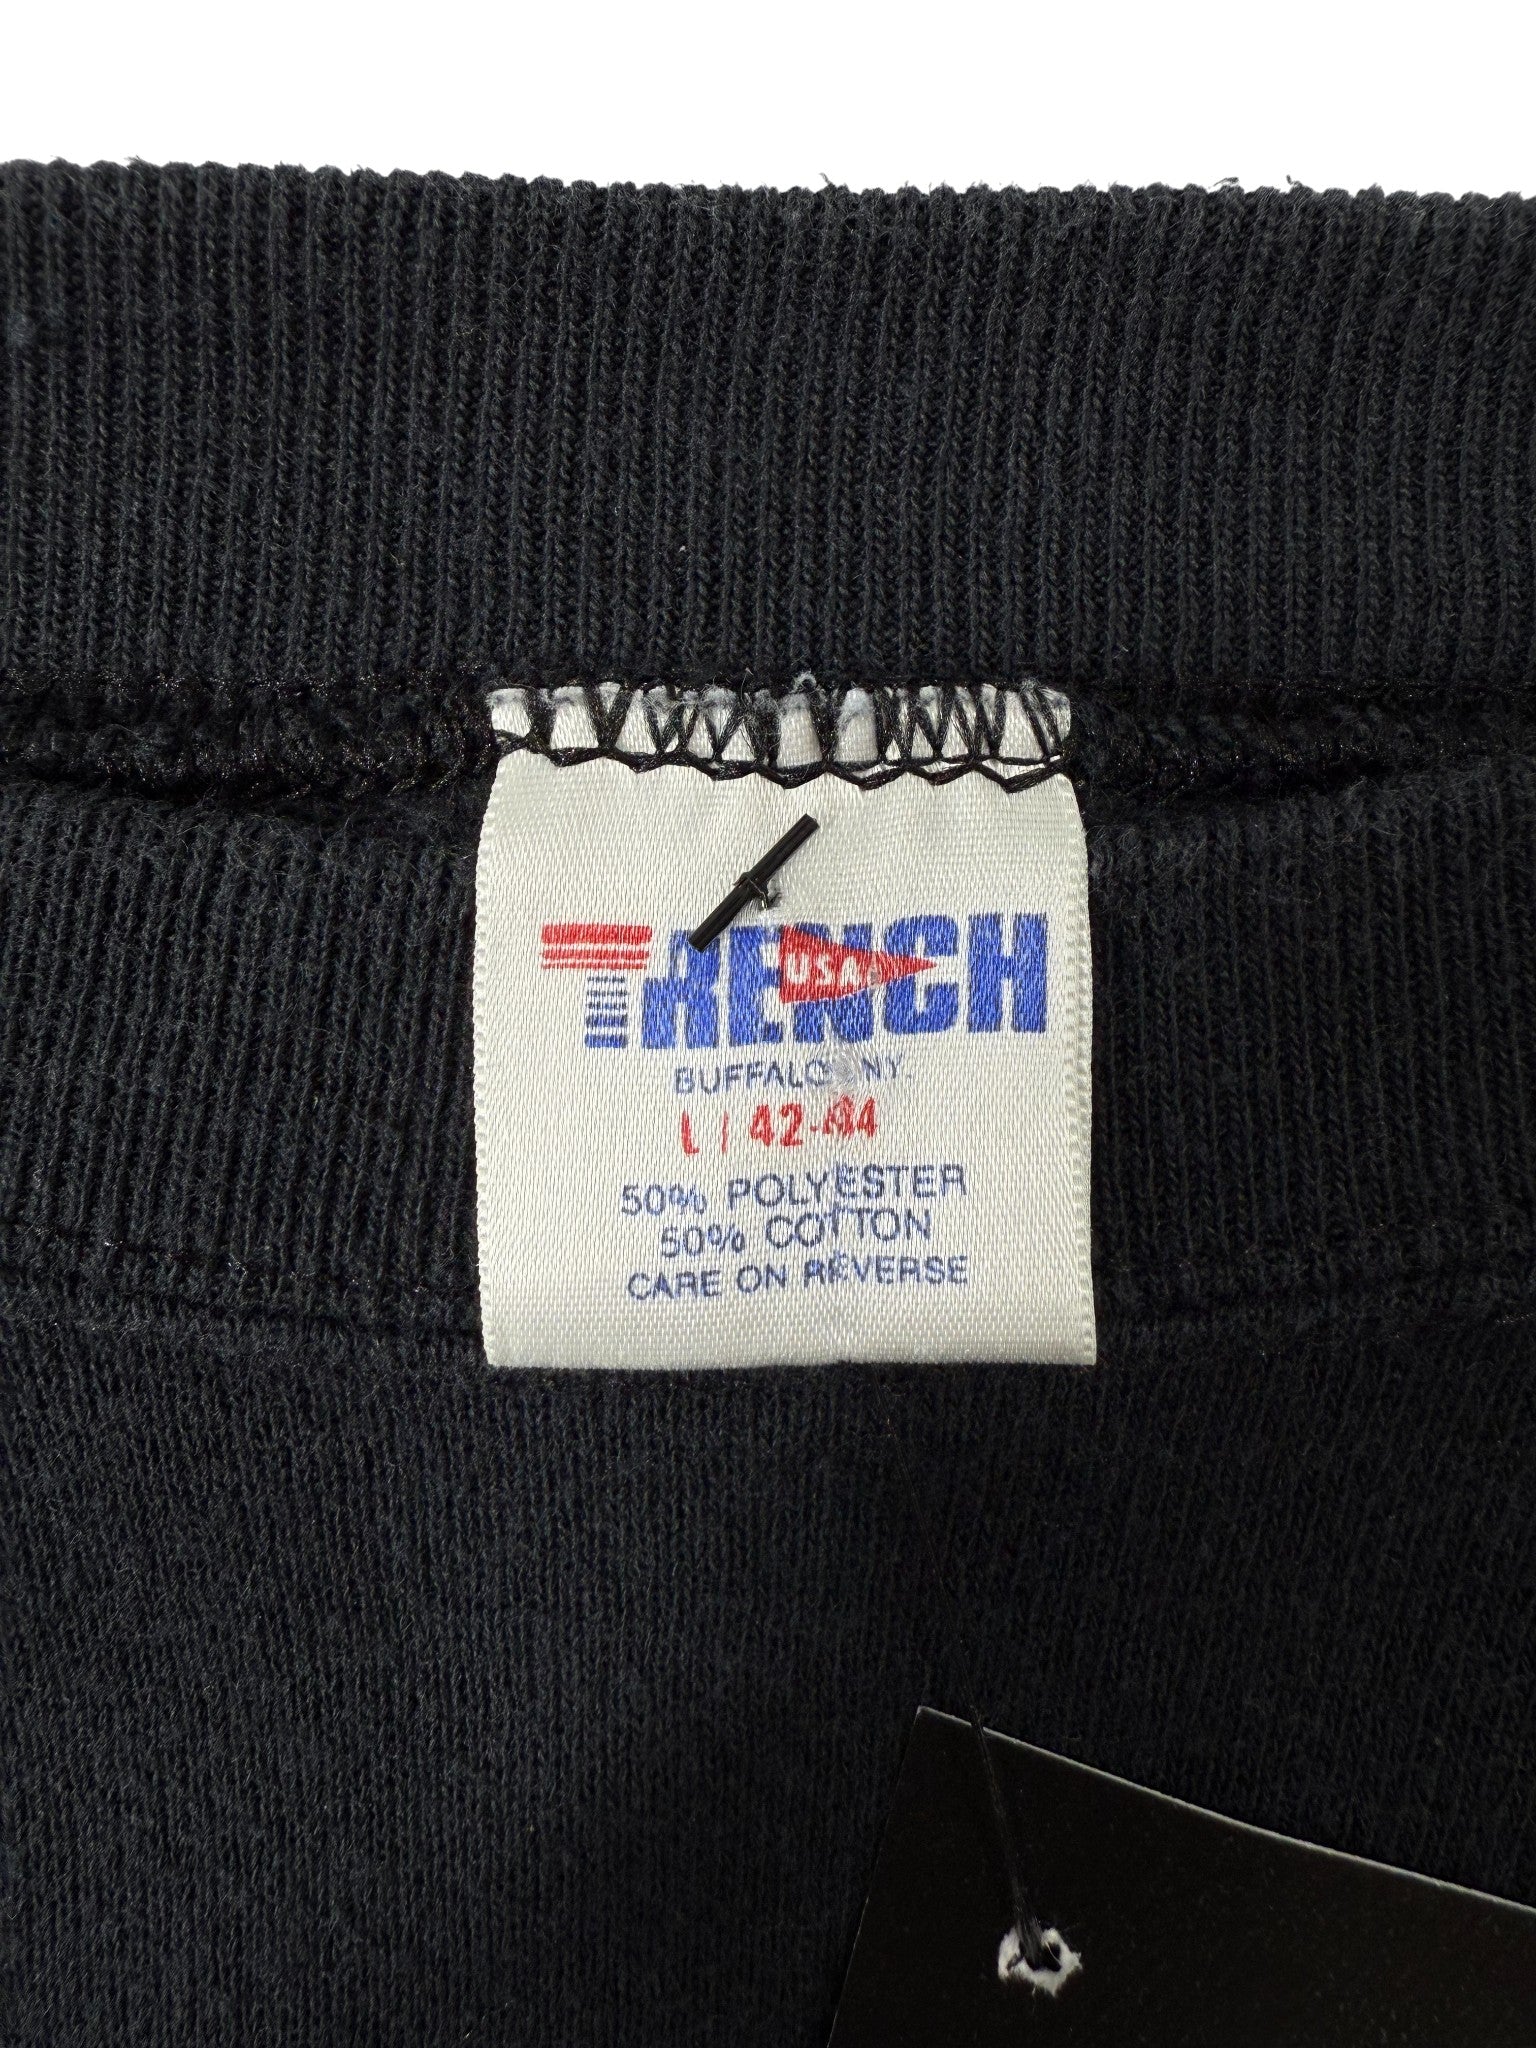 TRENCH
USA
BUFFALO NY.
L / 42-44
50% POLYESTER
50% COTTON
CARE ON REVERSE